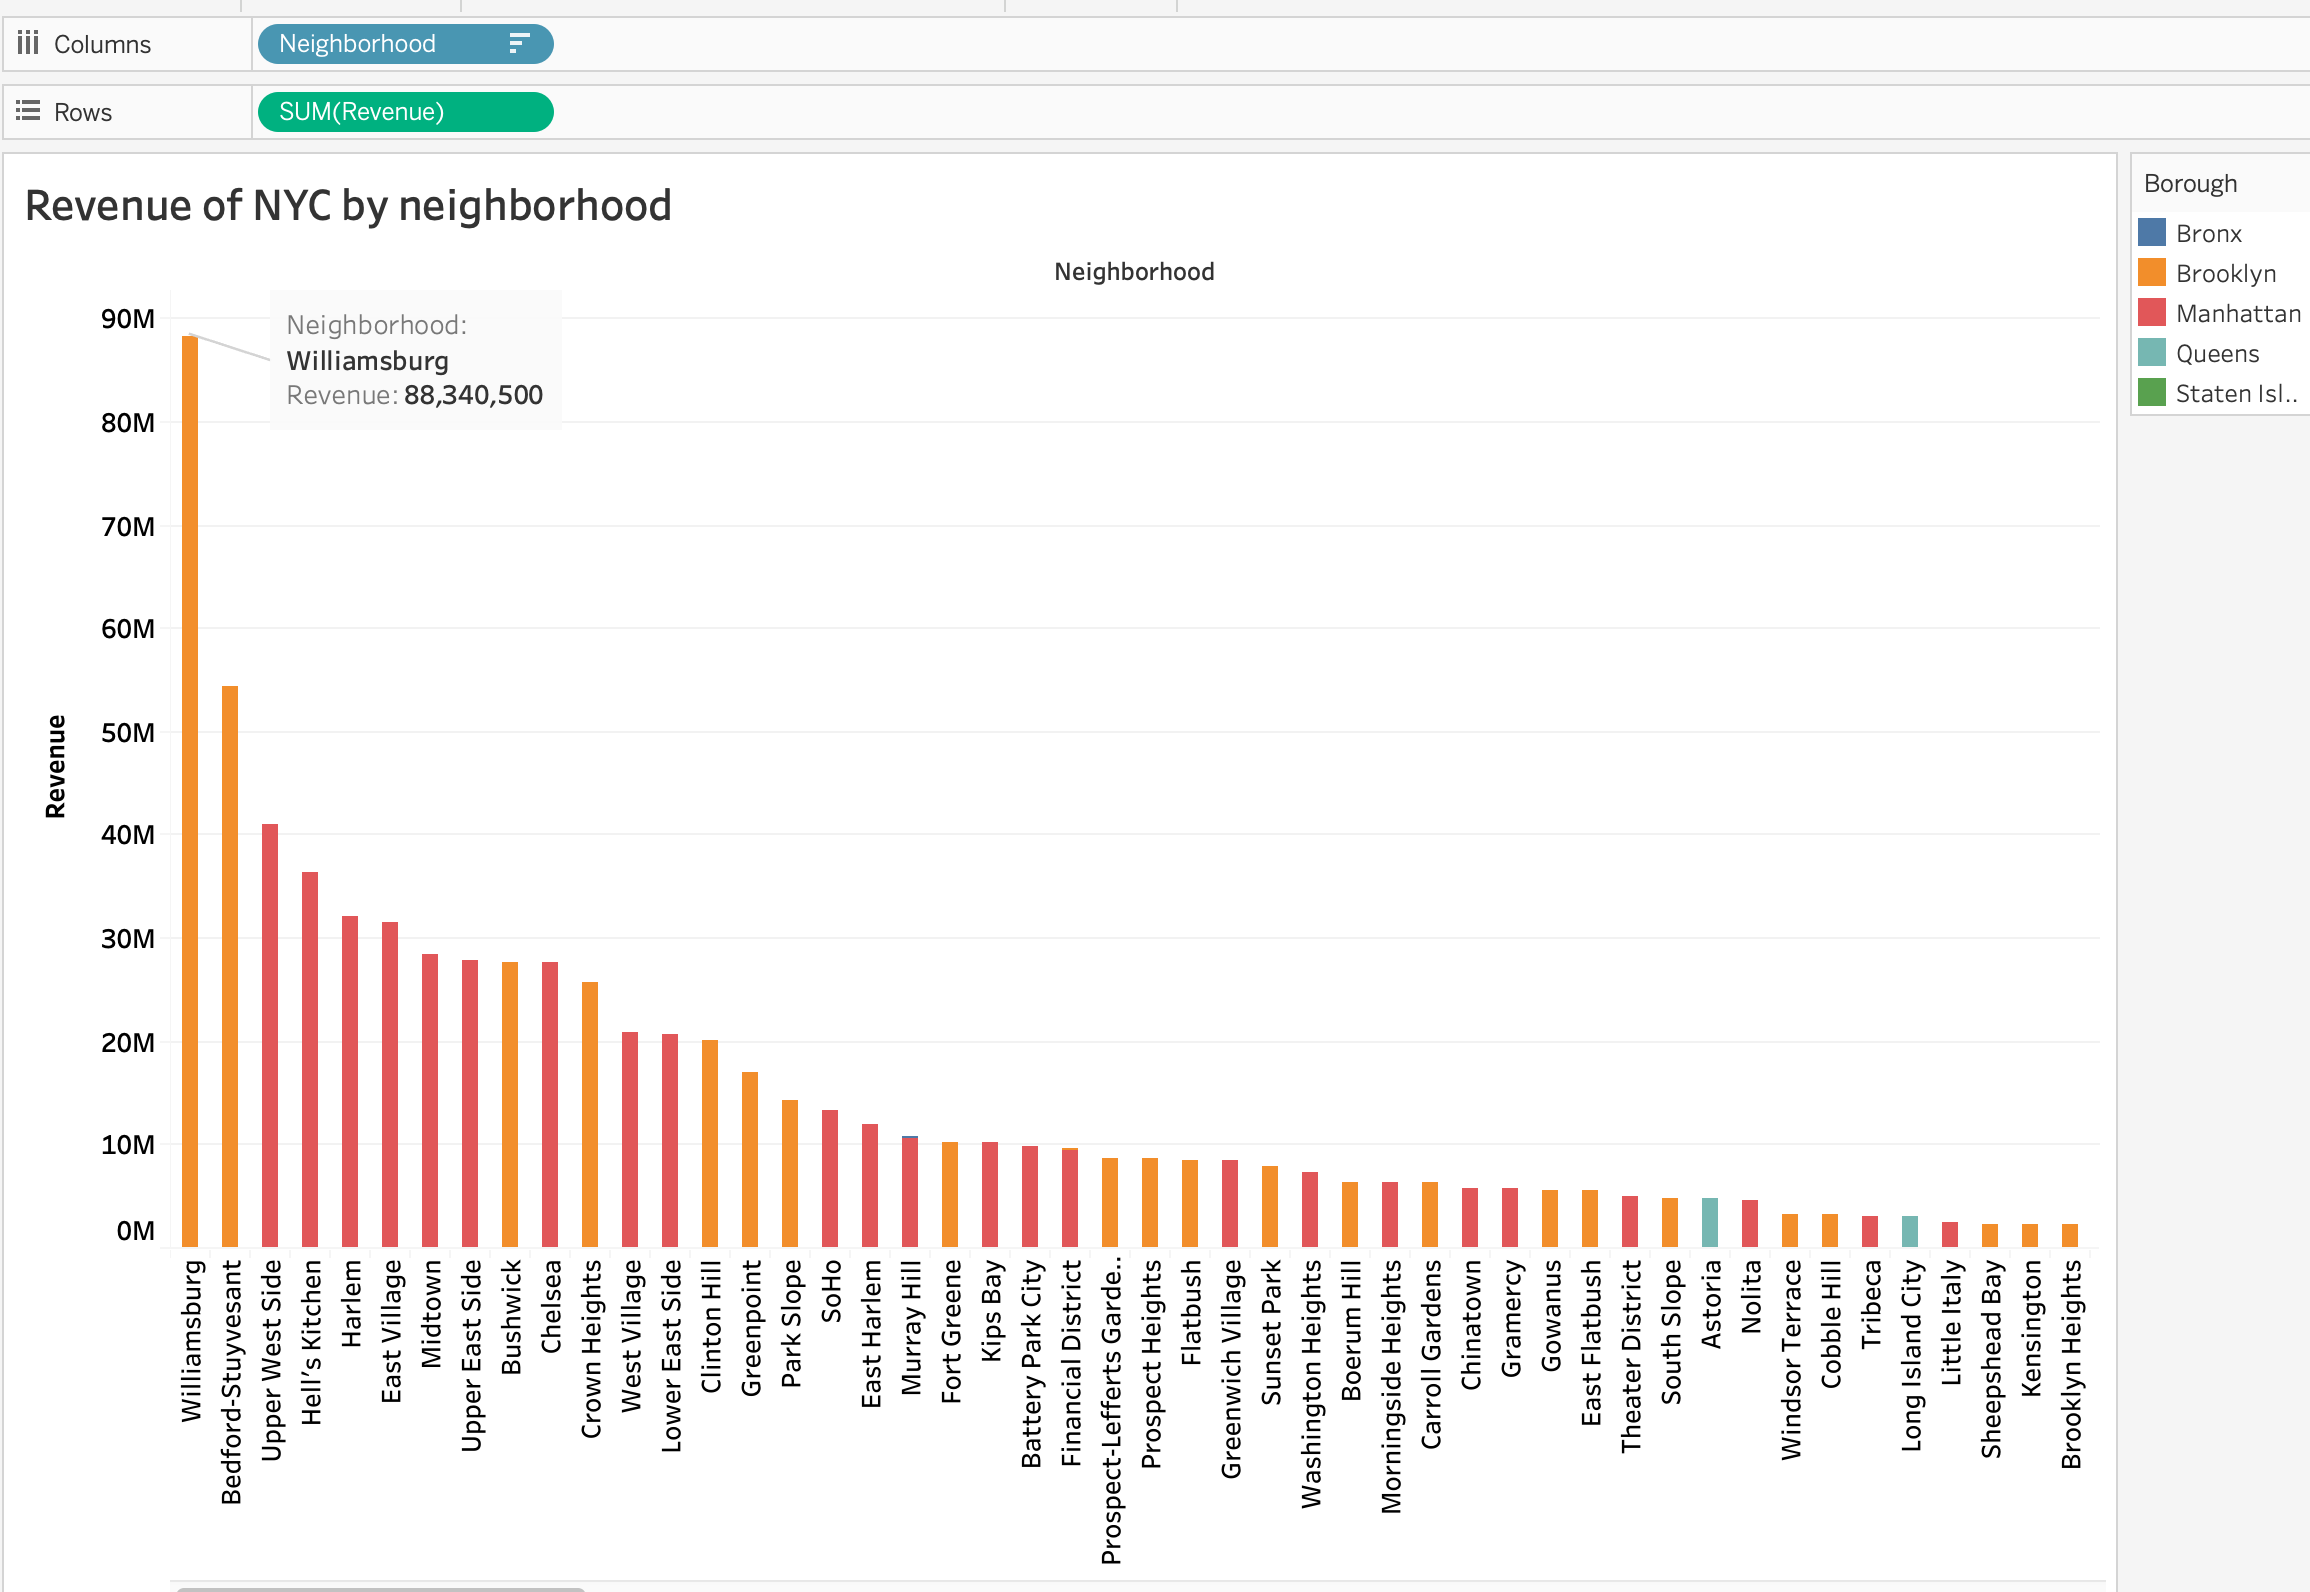 Columns
Neighborhood
Rows
SUM(Revenue)
Revenue of NYC by neighborhood
Neighborhood
Neighborhood:
Williamsburg
Revenue: 88,340,500
90M
80M
70M
60M
50M
40M
30M
20M
10M
0M
Revenue
Williamsburg
Bedford-Stuyvesant
Upper West Side
Hell's Kitchen
Harlem
East Village
Midtown
Upper East Side
Bushwick
Chelsea
Crown Heights
West Village
Lower East Side
Clinton Hill
Greenpoint
Park Slope
SoHo
East Harlem
Murray Hill
Fort Greene
Kips Bay
Battery Park City
Financial District
Prospect-Lefferts Garde..
Prospect Heights
Flatbush
Greenwich Village
Sunset Park
Washington Heights
Boerum Hill
Morningside Heights
Carroll Gardens
Chinatown
Gramercy
Gowanus
East Flatbush
Theater District
South Slope
Astoria
Nolita
Windsor Terrace
Cobble Hill
Tribeca
Long Island City
Little Italy
Sheepshead Bay
Kensington
Brooklyn Heights
Borough
Bronx
Brooklyn
Manhattan
Queens
Staten Isl..